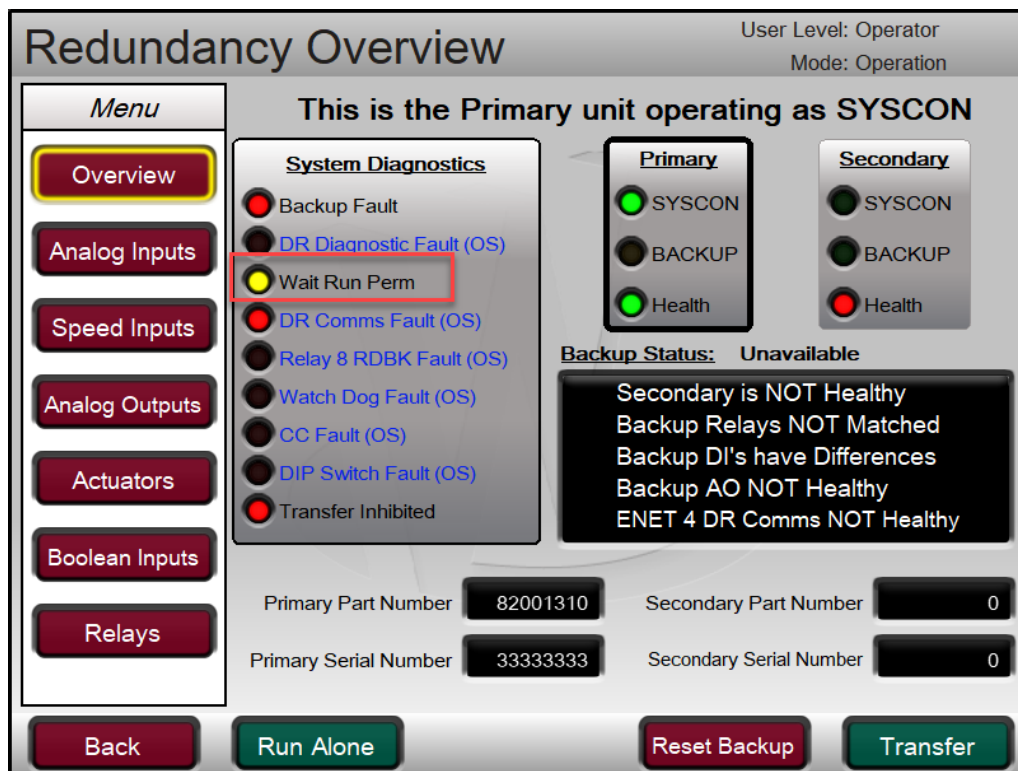 Redundancy Overview
User Level: Operator
Mode: Operation
Menu
Overview
Analog Inputs
Speed Inputs
Analog Outputs
Actuators
Boolean Inputs
Relays
This is the Primary unit operating as SYSCON
System Diagnostics
Backup Fault
DR Diagnostic Fault (OS)
Wait Run Perm
DR Comms Fault (OS)
Relay 8 RDBK Fault (OS)
Watch Dog Fault (OS)
CC Fault (OS)
DIP Switch Fault (OS)
Transfer Inhibited
Primary
SYSCON
BACKUP
Health
Secondary
SYSCON
BACKUP
Health
Backup Status: Unavailable
Secondary is NOT Healthy
Backup Relays NOT Matched
Backup DI's have Differences
Backup AO NOT Healthy
ENET 4 DR Comms NOT Healthy
Primary Part Number 82001310
Secondary Part Number 0
Primary Serial Number 33333333
Secondary Serial Number 0
Back
Run Alone
Reset Backup
Transfer